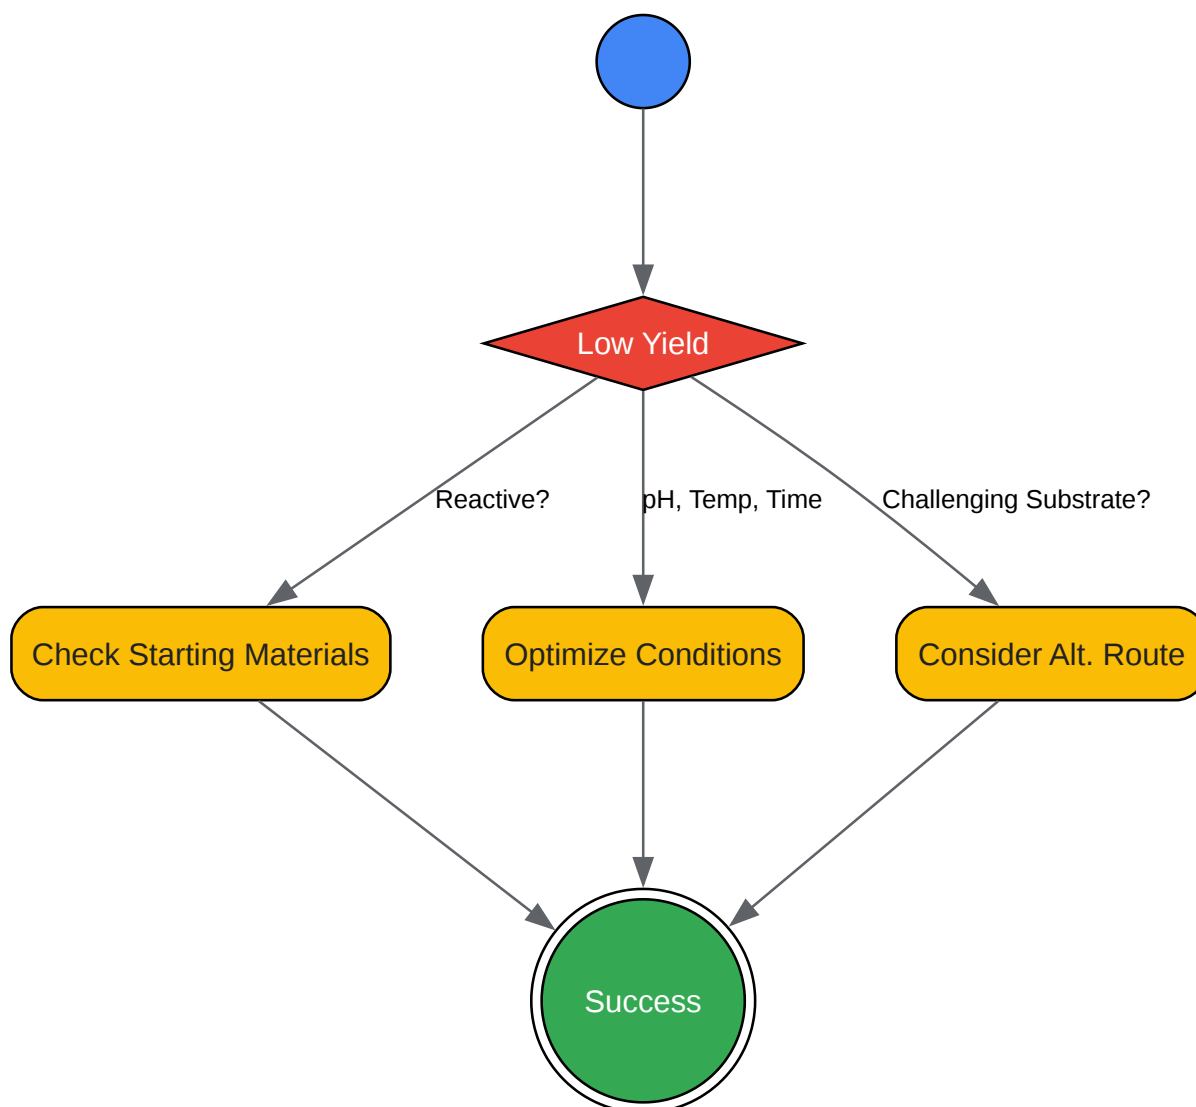 Low Yield
Reactive?
pH, Temp, Time
Challenging Substrate?
Check Starting Materials
Optimize Conditions
Consider Alt. Route
Success